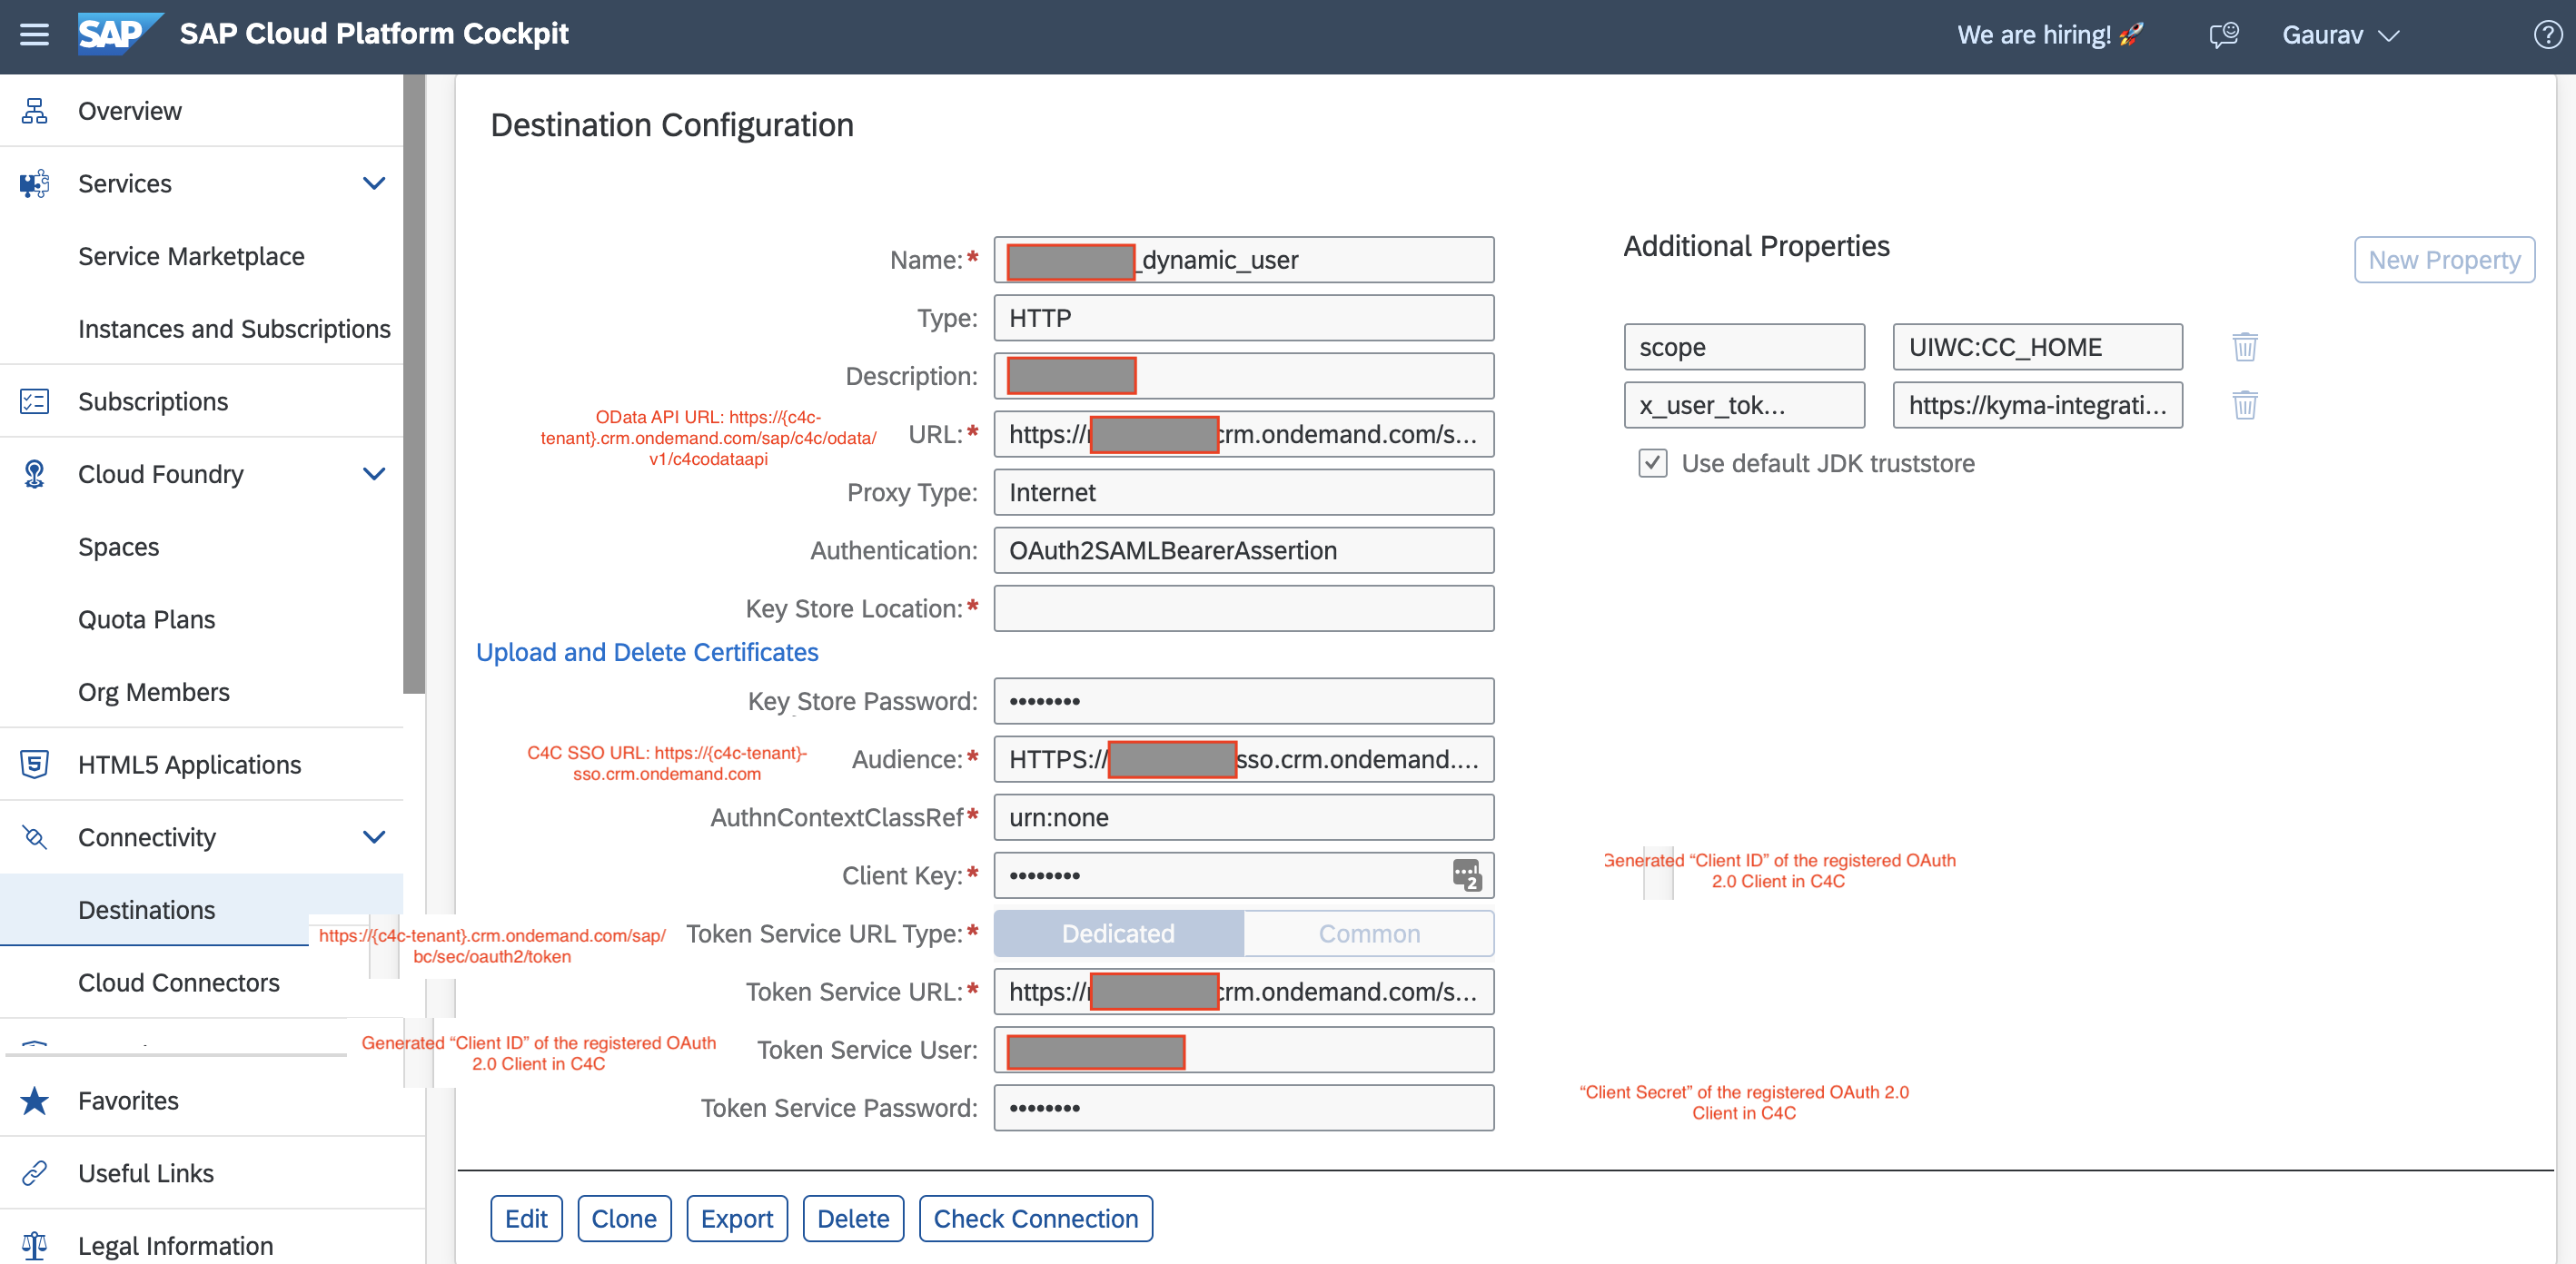 SAP SAP Cloud Platform Cockpit
We are hiring! 🚀
Gaurav
?
Overview
Services
Service Marketplace
Instances and Subscriptions
Subscriptions
Cloud Foundry
Spaces
Quota Plans
Org Members
HTML5 Applications
Connectivity
Destinations
Cloud Connectors
Favorites
Useful Links
Legal Information
Destination Configuration
Name:* _dynamic_user
Type: HTTP
Description:
OData API URL: https://{c4c-
tenant}.crm.ondemand.com/sap/c4c/odata/
v1/c4codataapi
URL:* https:// crm.ondemand.com/s...
Proxy Type: Internet
Authentication: OAuth2SAMLBearerAssertion
Key Store Location:*
Upload and Delete Certificates
Key Store Password: ••••••••
C4C SSO URL: https://{c4c-tenant}-
sso.crm.ondemand.com
Audience:* HTTPS:// sso.crm.ondemand....
AuthnContextClassRef* urn:none
Client Key:* ••••••••
2
Generated “Client ID” of the registered OAuth
2.0 Client in C4C
https://{c4c-tenant}.crm.ondemand.com/sap/
bc/sec/oauth2/token
Token Service URL Type:* Dedicated Common
Token Service URL:* https:// crm.ondemand.com/s...
Generated “Client ID” of the registered OAuth
2.0 Client in C4C
Token Service User:
Token Service Password: ••••••••
“Client Secret” of the registered OAuth 2.0
Client in C4C
Additional Properties
New Property
scope UIWC:CC_HOME
x_user_tok... https://kyma-integrati...
Use default JDK truststore
Edit Clone Export Delete Check Connection